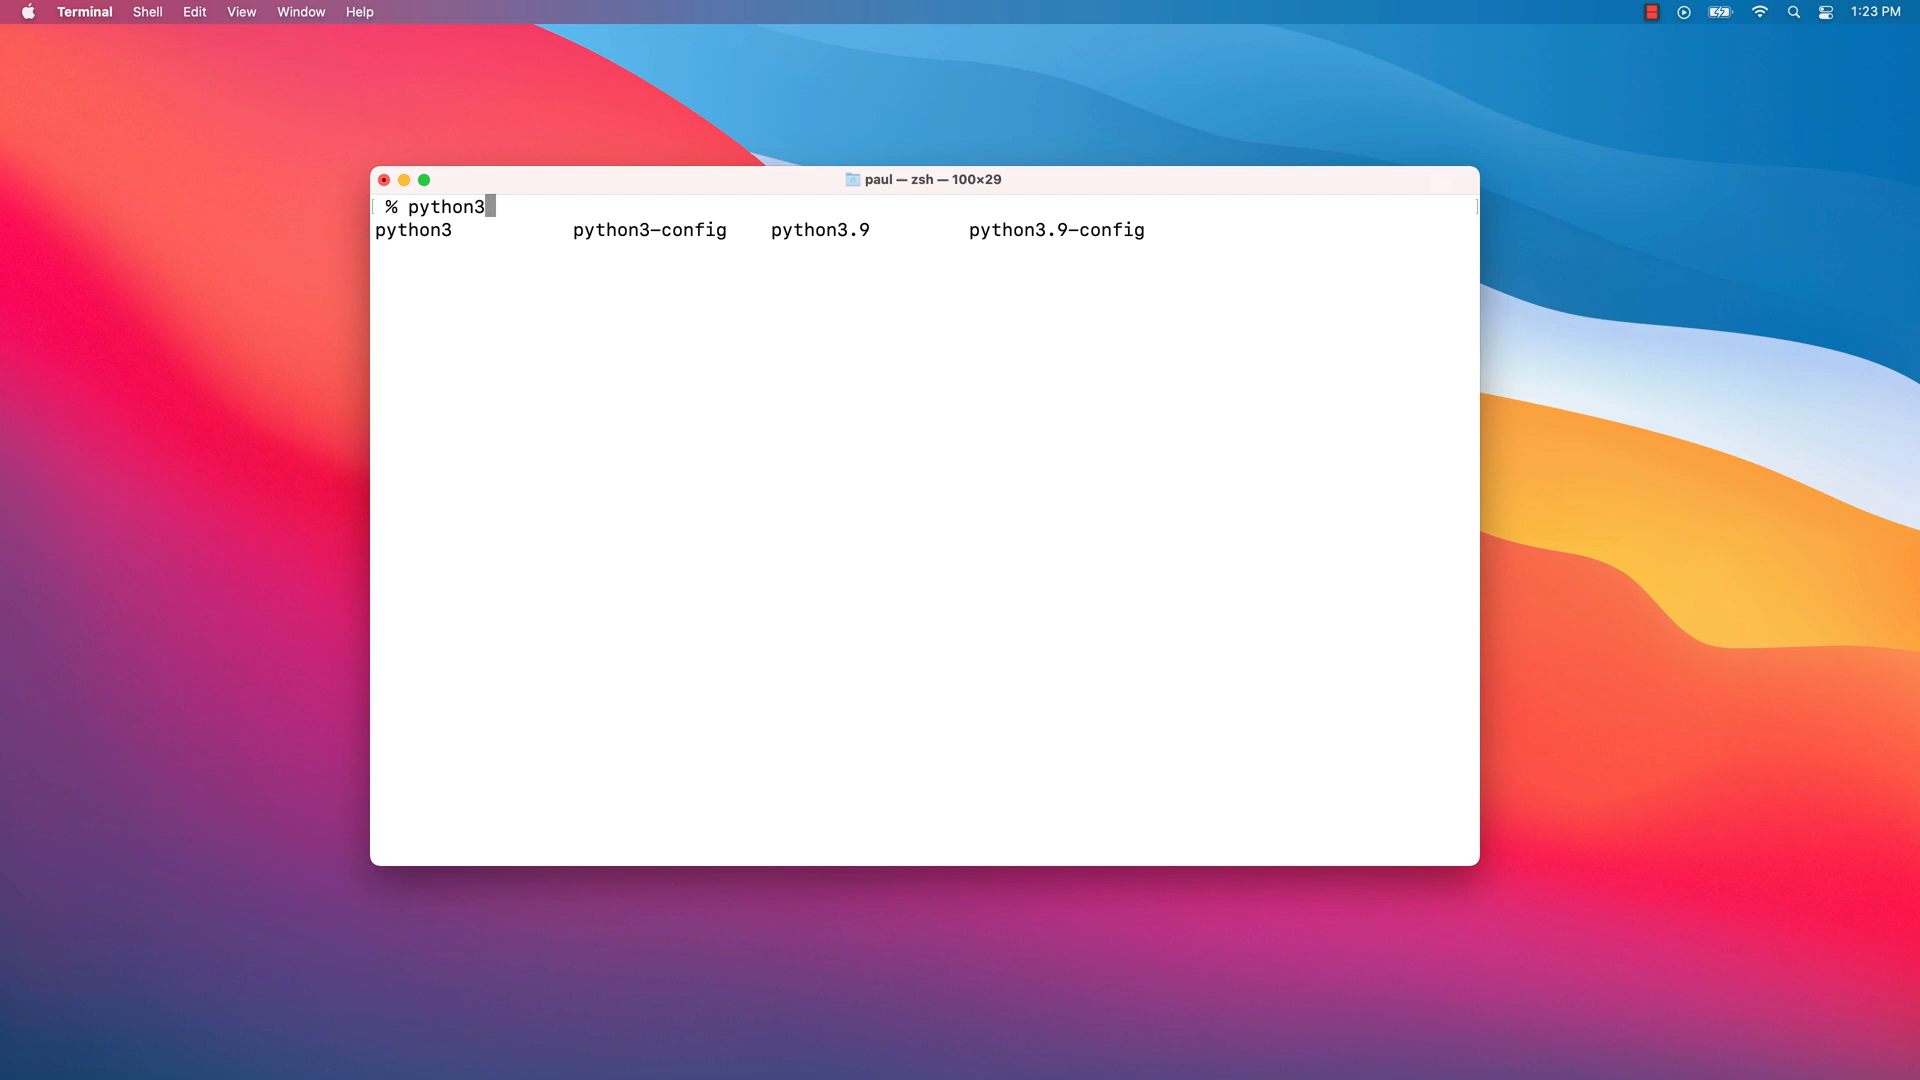 Terminal Shell Edit View Window Help 1:23 PM
paul — zsh — 100×29
% python3
python3 python3-config python3.9 python3.9-config